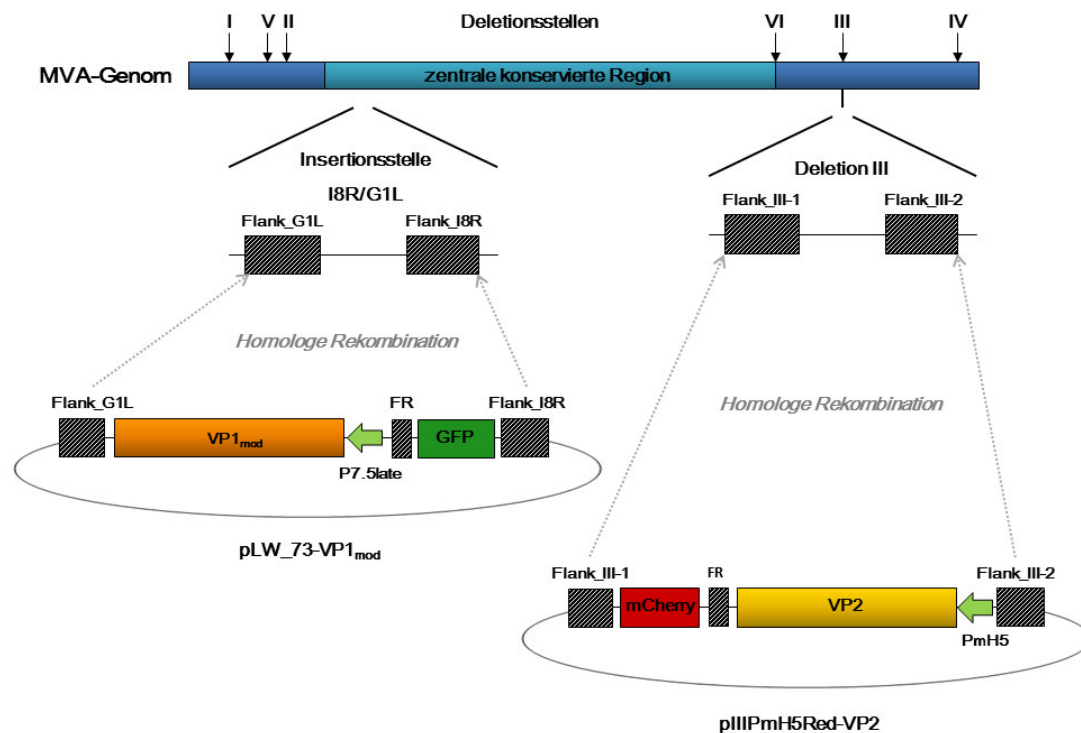 I V II Deletionsstellen VI III IV
MVA-Genom zentrale konservierte Region
Insertionsstelle
I8R/G1L
Flank_G1L Flank_I8R
Deletion III
Flank_III-1 Flank_III-2
Homologe Rekombination
Flank_G1L FR Flank_I8R
VP1mod GFP
P7.5late
pLW_73-VP1mod
Homologe Rekombination
Flank_III-1 FR Flank_III-2
mCherry VP2
PmH5
pIIIPmH5Red-VP2